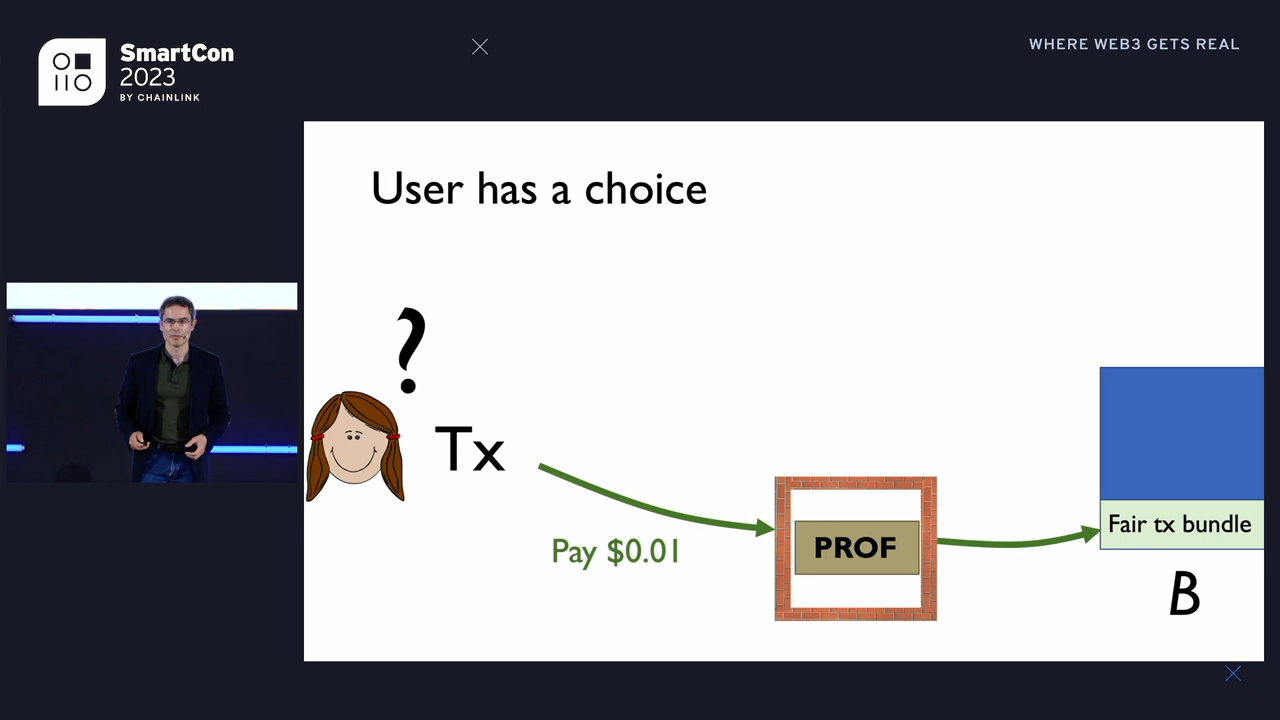 SmartCon
2023
BY CHAINLINK
WHERE WEB3 GETS REAL
User has a choice
?
Tx
Pay $0.01
PROF
Fair tx bundle
B